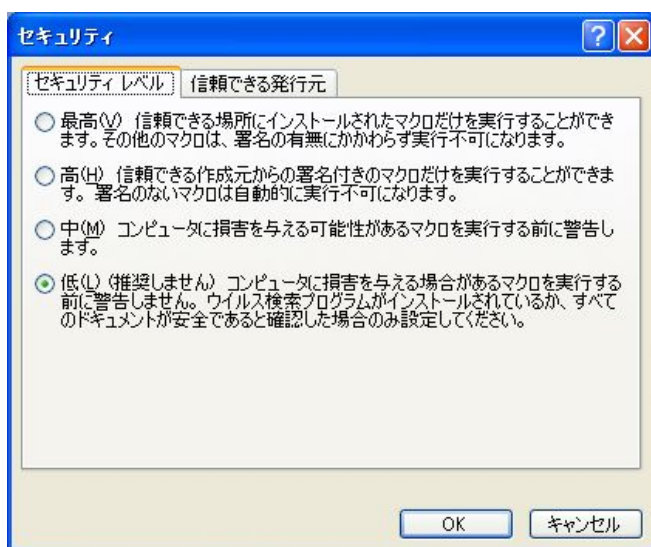 セキュリティ
セキュリティ レベル 信頼できる発行元
最高(V) 信頼できる場所にインストールされたマクロだけを実行することができ
ます。その他のマクロは、署名の有無にかかわらず実行不可になります。
高(H) 信頼できる作成元からの署名付きのマクロだけを実行することができま
す。 署名のないマクロは自動的に実行不可になります。
中(M) コンピュータに損害を与える可能性があるマクロを実行する前に警告し
ます。
低(L) (推奨しません) コンピュータに損害を与える場合があるマクロを実行する
前に警告しません。ウイルス検索プログラムがインストールされているか、すべて
のドキュメントが安全であると確認した場合のみ設定してください。
OK キャンセル